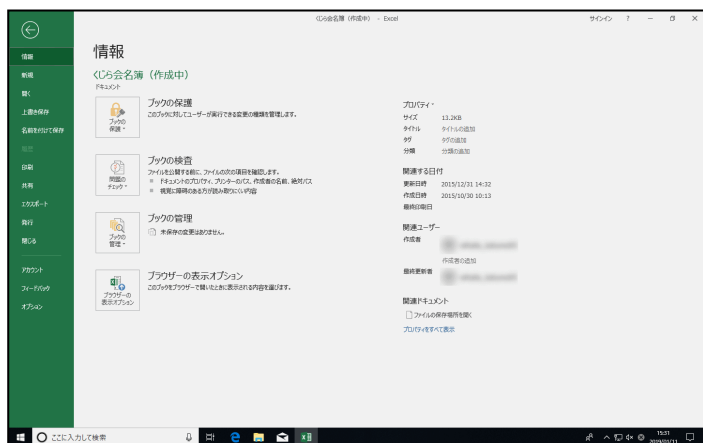 くじら会名簿（作成中） - Excel
サインイン ? － ロ ×
情報
新規
開く
上書き保存
名前を付けて保存
履歴
印刷
共有
エクスポート
発行
閉じる
アカウント
フィードバック
オプション
情報
くじら会名簿（作成中）
ドキュメント
ブックの保護
ブックの保護
このブックに対してユーザーが実行できる変更の種類を管理します。
問題のチェック
ブックの検査
ファイルを公開する前に、ファイルの次の項目を確認します。
ドキュメントのプロパティ、プリンターのパス、作成者の名前、絶対パス
視覚に障碍のある方が読み取りにくい内容
ブックの管理
ブックの管理
未保存の変更はありません。
ブラウザーの表示オプション
ブラウザーの表示オプション
このブックをブラウザーで開いたときに表示される内容を選びます。
プロパティ
サイズ 13.2KB
タイトル タイトルの追加
タグ タグの追加
分類 分類の追加
関連する日付
更新日時 2015/12/31 14:32
作成日時 2015/10/30 10:13
最終印刷日
関連ユーザー
作成者
作成者の追加
最終更新者
関連ドキュメント
ファイルの保存場所を開く
プロパティをすべて表示
ここに入力して検索
15:31
2019/01/11